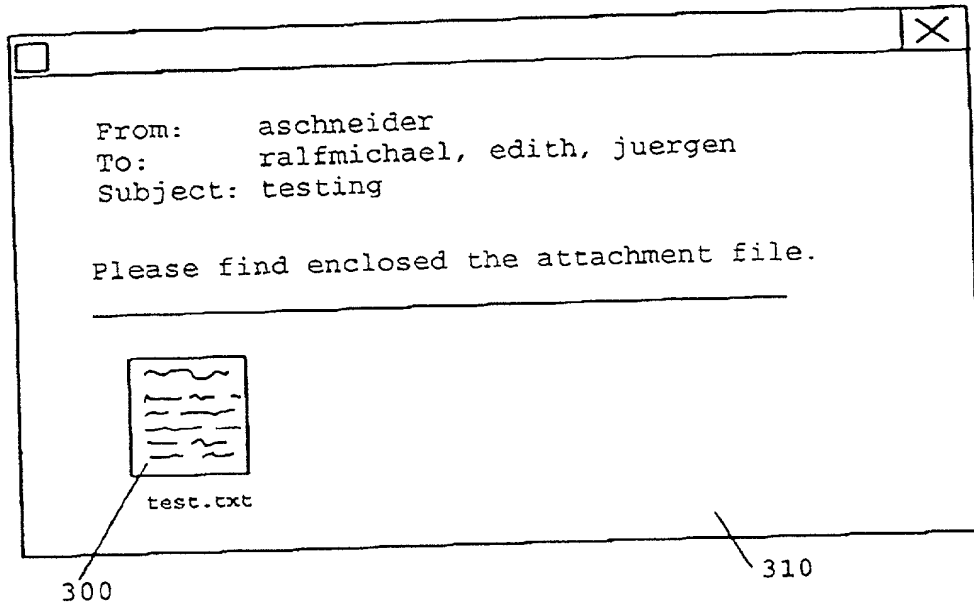 From: aschneider
To: ralfmichael, edith, juergen
Subject: testing
Please find enclosed the attachment file.
test.txt
300
310